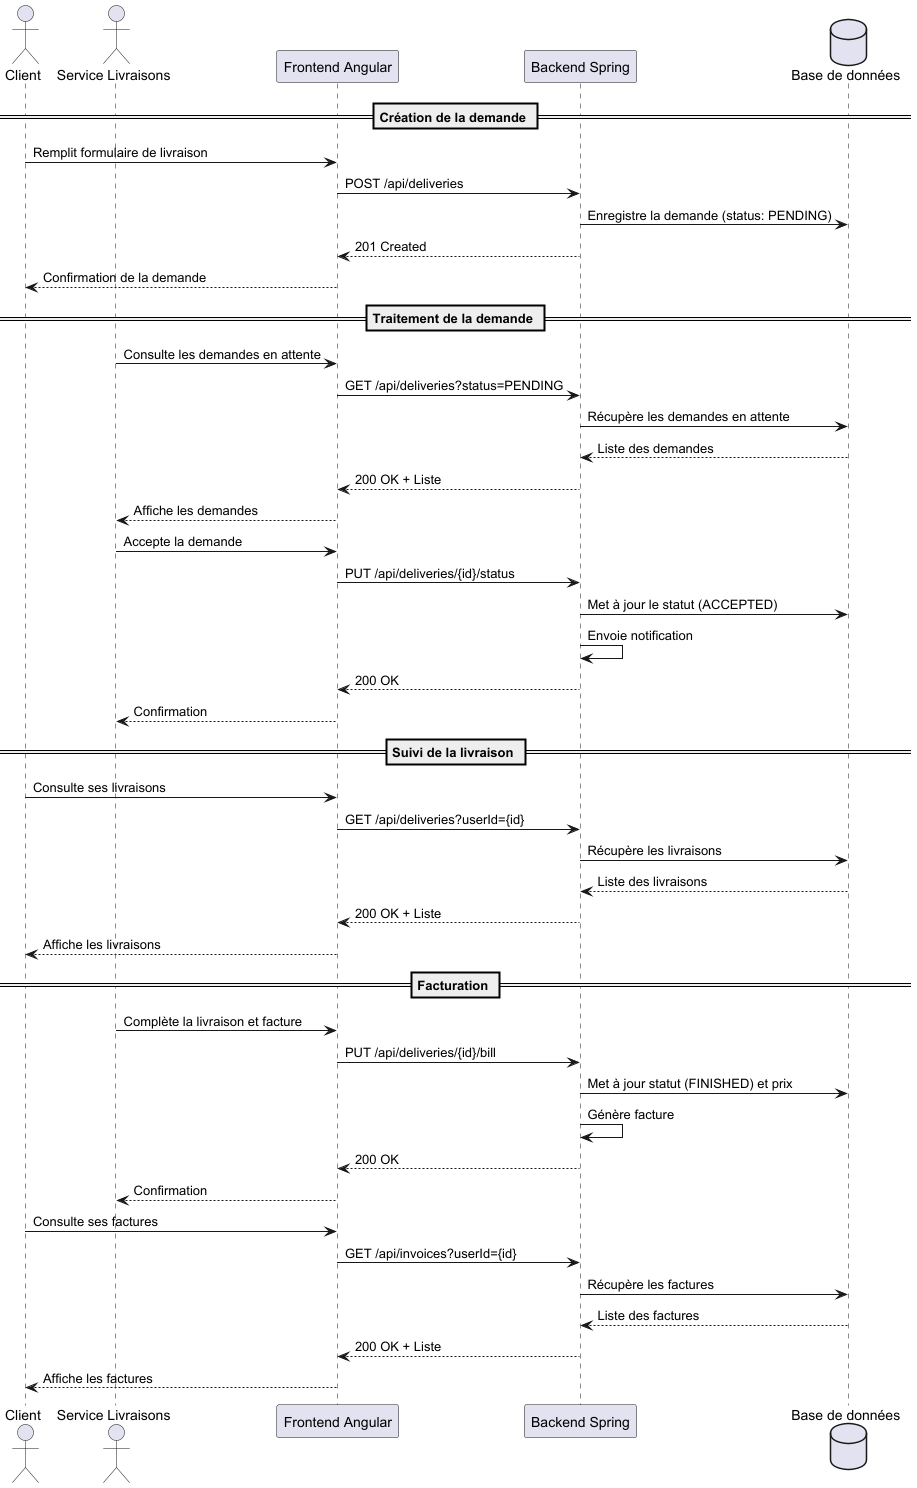 Client
Service Livraisons
Frontend Angular
Backend Spring
Base de données
Création de la demande
Remplit formulaire de livraison
POST /api/deliveries
Enregistre la demande (status: PENDING)
201 Created
Confirmation de la demande
Traitement de la demande
Consulte les demandes en attente
GET /api/deliveries?status=PENDING
Récupère les demandes en attente
Liste des demandes
200 OK + Liste
Affiche les demandes
Accepte la demande
PUT /api/deliveries/{id}/status
Met à jour le statut (ACCEPTED)
Envoie notification
200 OK
Confirmation
Suivi de la livraison
Consulte ses livraisons
GET /api/deliveries?userId={id}
Récupère les livraisons
Liste des livraisons
200 OK + Liste
Affiche les livraisons
Facturation
Complète la livraison et facture
PUT /api/deliveries/{id}/bill
Met à jour statut (FINISHED) et prix
Génère facture
200 OK
Confirmation
Consulte ses factures
GET /api/invoices?userId={id}
Récupère les factures
Liste des factures
200 OK + Liste
Affiche les factures
Client
Service Livraisons
Frontend Angular
Backend Spring
Base de données